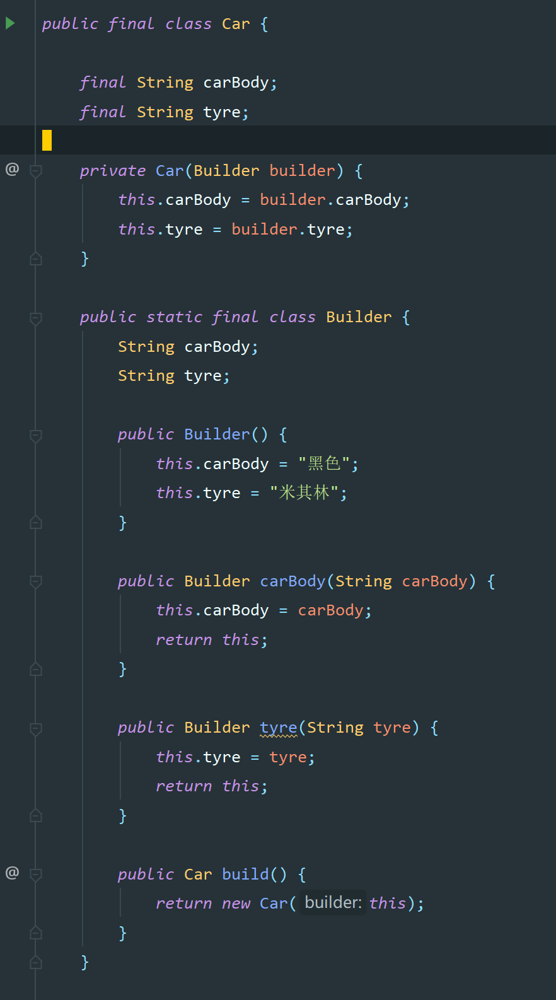 public final class Car {
final String carBody;
final String tyre;
@ private Car(Builder builder) {
this.carBody = builder.carBody;
this.tyre = builder.tyre;
}
public static final class Builder {
String carBody;
String tyre;
public Builder() {
this.carBody = "黑色";
this.tyre = "米其林";
}
public Builder carBody(String carBody) {
this.carBody = carBody;
return this;
}
public Builder tyre(String tyre) {
this.tyre = tyre;
return this;
}
@ public Car build() {
return new Car( builder: this);
}
}